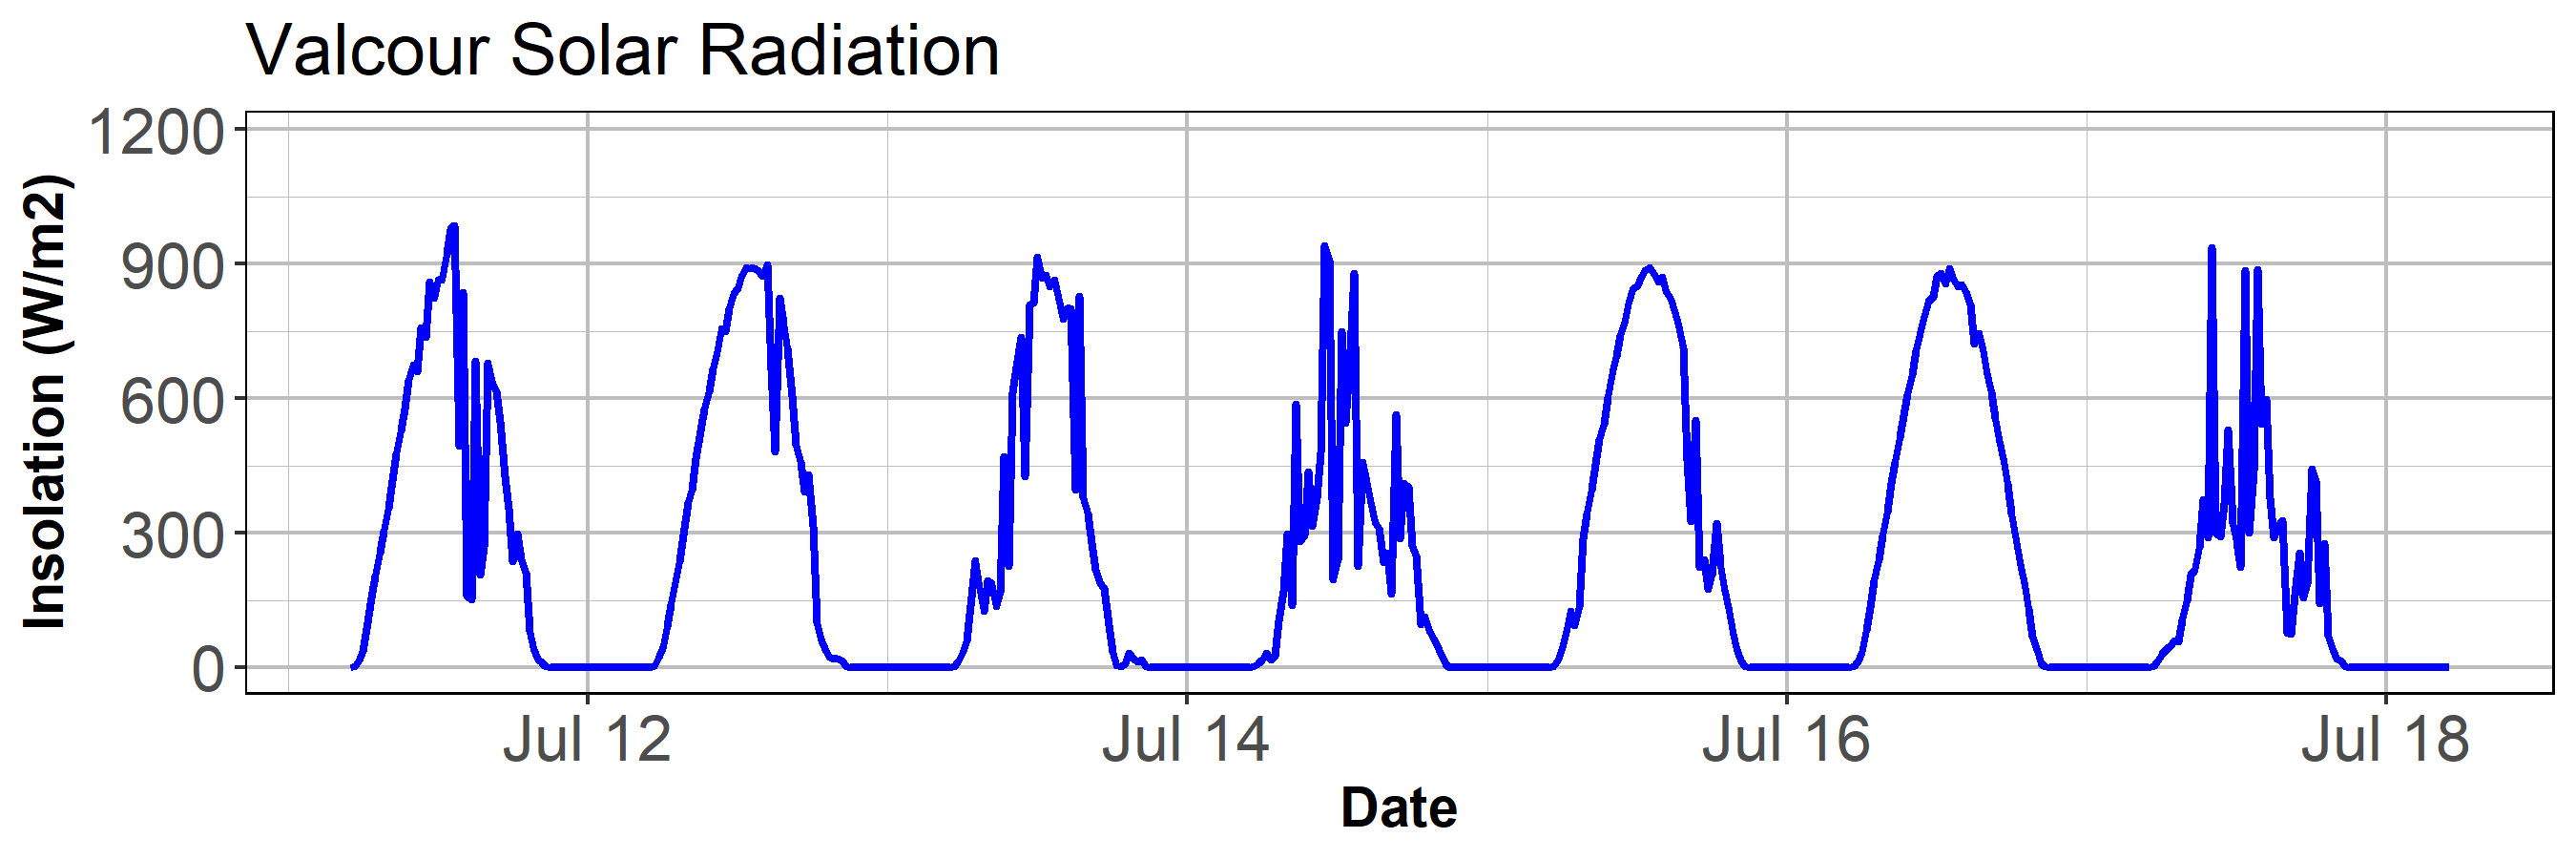 Valcour Solar Radiation
Insolation (W/m2)
1200
900
600
300
0
Jul 12
Jul 14
Jul 16
Jul 18
Date